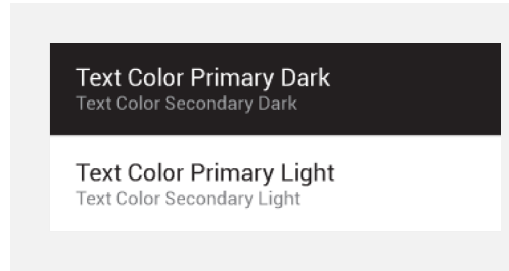 Text Color Primary Dark
Text Color Secondary Dark
Text Color Primary Light
Text Color Secondary Light